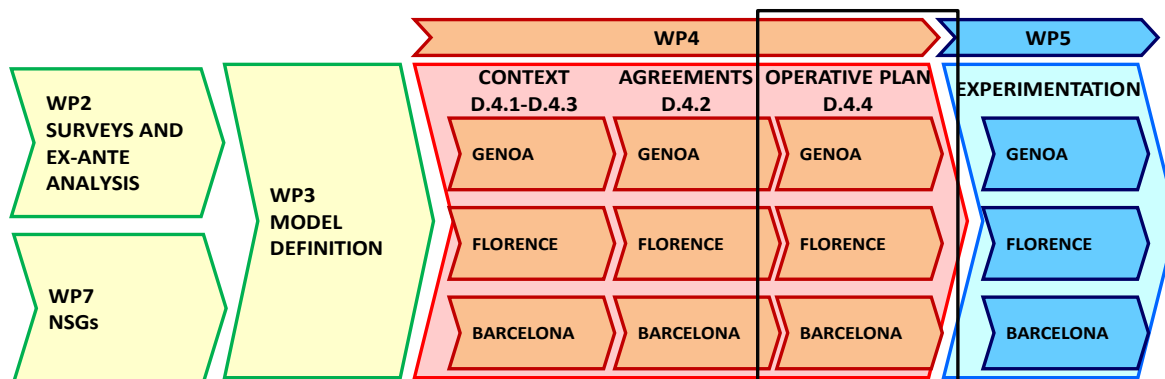 WP4
WP5
WP2
SURVEYS AND
EX-ANTE
ANALYSIS
WP7
NSGs
WP3
MODEL
DEFINITION
CONTEXT
D.4.1-D.4.3
AGREEMENTS
D.4.2
OPERATIVE PLAN
D.4.4
EXPERIMENTATION
GENOA
GENOA
GENOA
GENOA
FLORENCE
FLORENCE
FLORENCE
FLORENCE
BARCELONA
BARCELONA
BARCELONA
BARCELONA